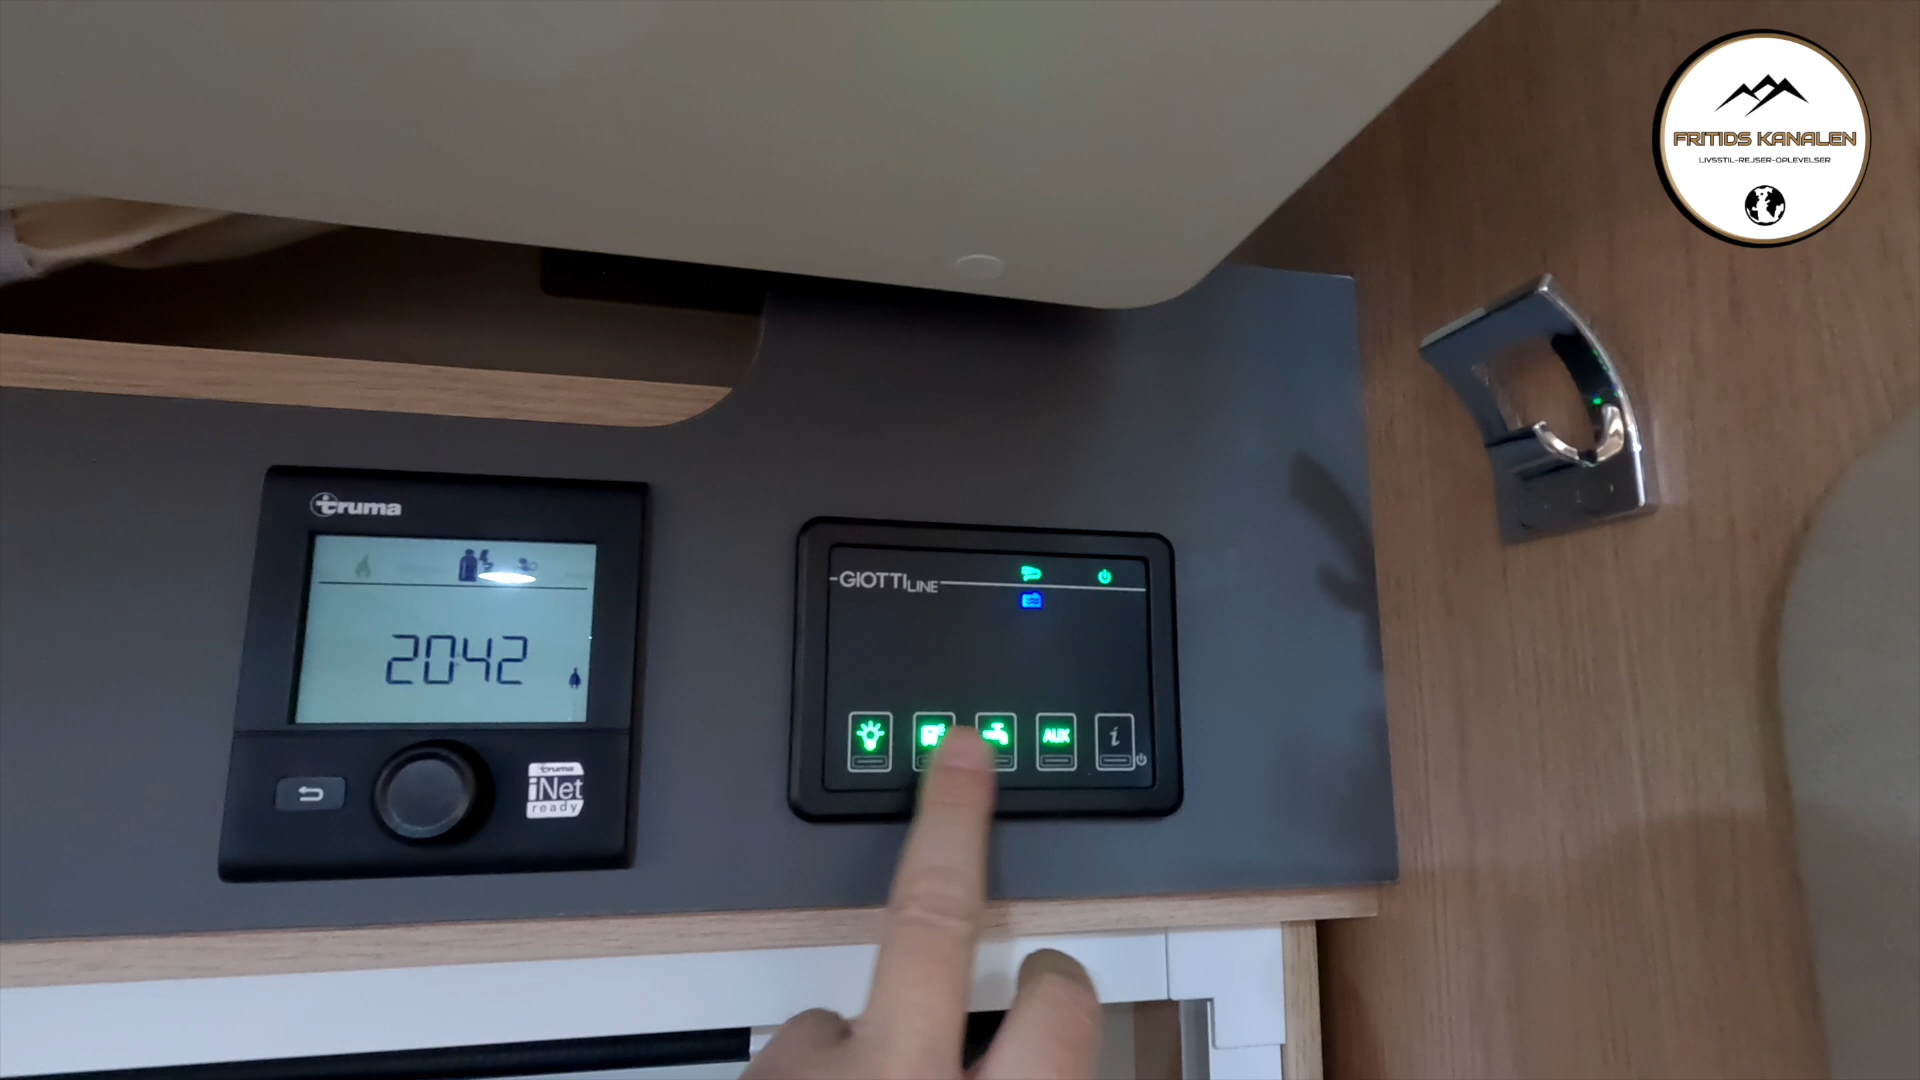 FRITIDS KANALEN
LIVSSTIL-REJSER-OPLEVELSER
truma
2042
truma
iNet
ready
GIOTTILINE
AUX
i